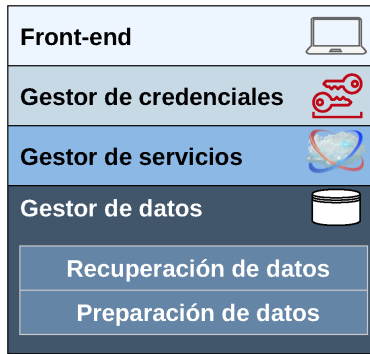 Front-end
Gestor de credenciales
Gestor de servicios
Gestor de datos
Recuperación de datos
Preparación de datos